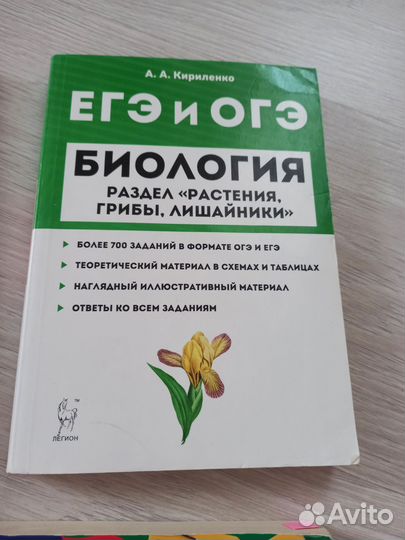 А. А. Кириленко
ЕГЭ и ОГЭ
БИОЛОГИЯ
РАЗДЕЛ «РАСТЕНИЯ,
ГРИБЫ, ЛИШАЙНИКИ»
БОЛЕЕ 700 ЗАДАНИЙ В ФОРМАТЕ ОГЭ И ЕГЭ
ТЕОРЕТИЧЕСКИЙ МАТЕРИАЛ В СХЕМАХ И ТАБЛИЦАХ
НАГЛЯДНЫЙ ИЛЛЮСТРАТИВНЫЙ МАТЕРИАЛ
ОТВЕТЫ КО ВСЕМ ЗАДАНИЯМ
TM
ЛЕГИОН
Avito